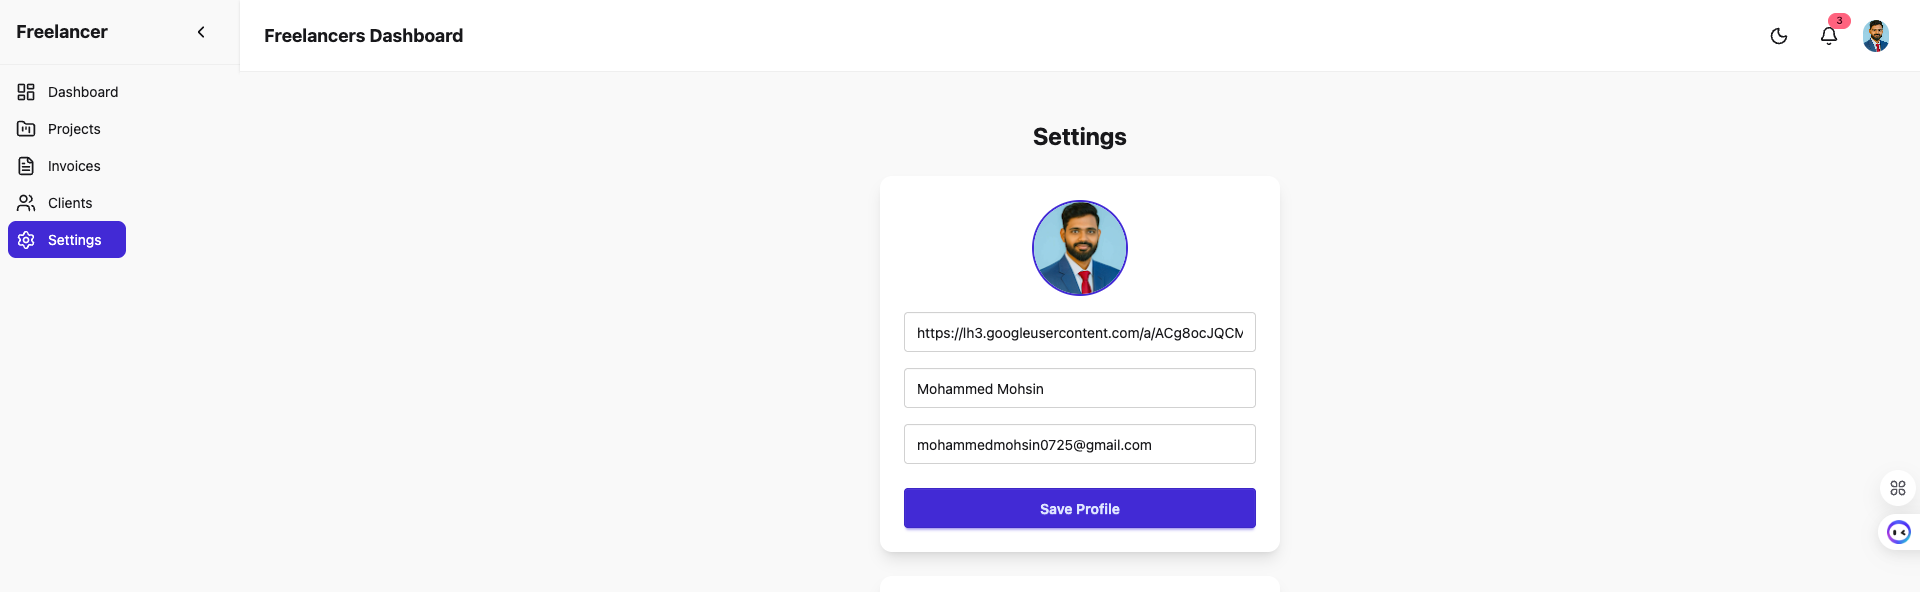 Freelancer
Freelancers Dashboard
3
Dashboard
Projects
Invoices
Clients
Settings
Settings
https://lh3.googleusercontent.com/a/ACg8ocJQCM
Mohammed Mohsin
mohammedmohsin0725@gmail.com
Save Profile